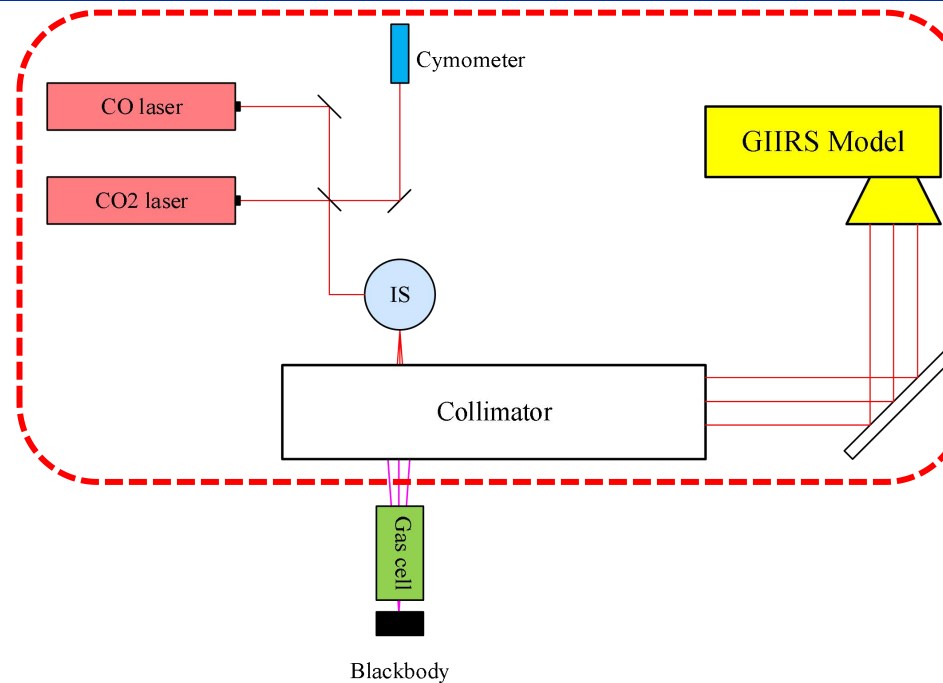 Cymometer
CO laser
GIIRS Model
CO2 laser
IS
Collimator
Gas cell
Blackbody